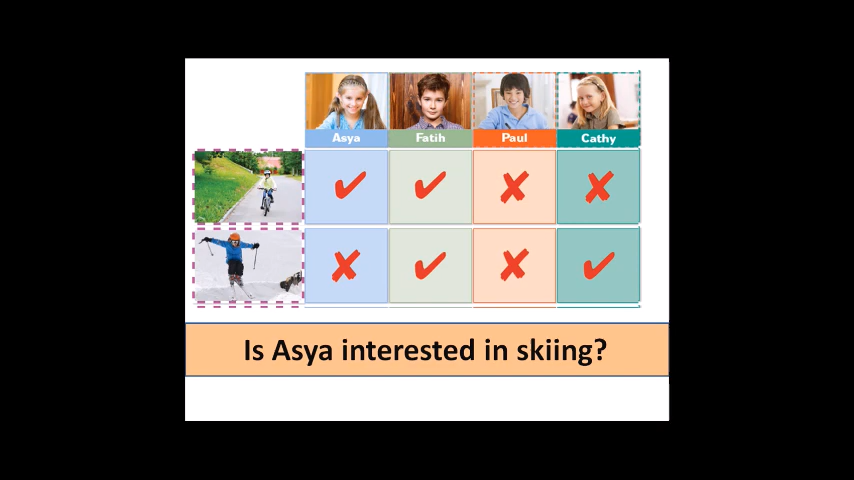 Asya Fatih Paul Cathy
Is Asya interested in skiing?